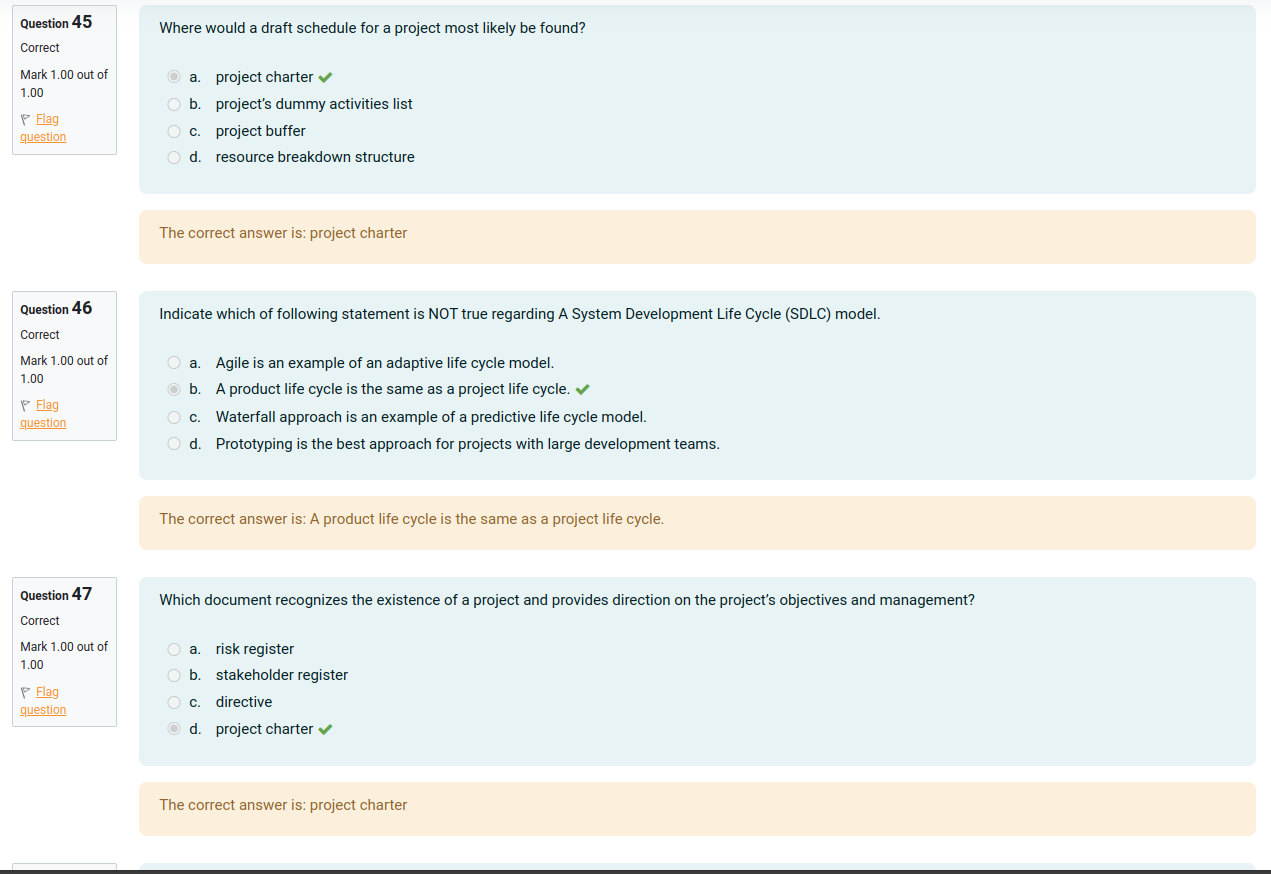 Question 45
Correct
Mark 1.00 out of
1.00
Flag
question
Where would a draft schedule for a project most likely be found?
a. project charter
b. project's dummy activities list
c. project buffer
d. resource breakdown structure
The correct answer is: project charter
Question 46
Correct
Mark 1.00 out of
1.00
Flag
question
Indicate which of following statement is NOT true regarding A System Development Life Cycle (SDLC) model.
a. Agile is an example of an adaptive life cycle model.
b. A product life cycle is the same as a project life cycle.
c. Waterfall approach is an example of a predictive life cycle model.
d. Prototyping is the best approach for projects with large development teams.
The correct answer is: A product life cycle is the same as a project life cycle.
Question 47
Correct
Mark 1.00 out of
1.00
Flag
question
Which document recognizes the existence of a project and provides direction on the project's objectives and management?
a. risk register
b. stakeholder register
c. directive
d. project charter
The correct answer is: project charter